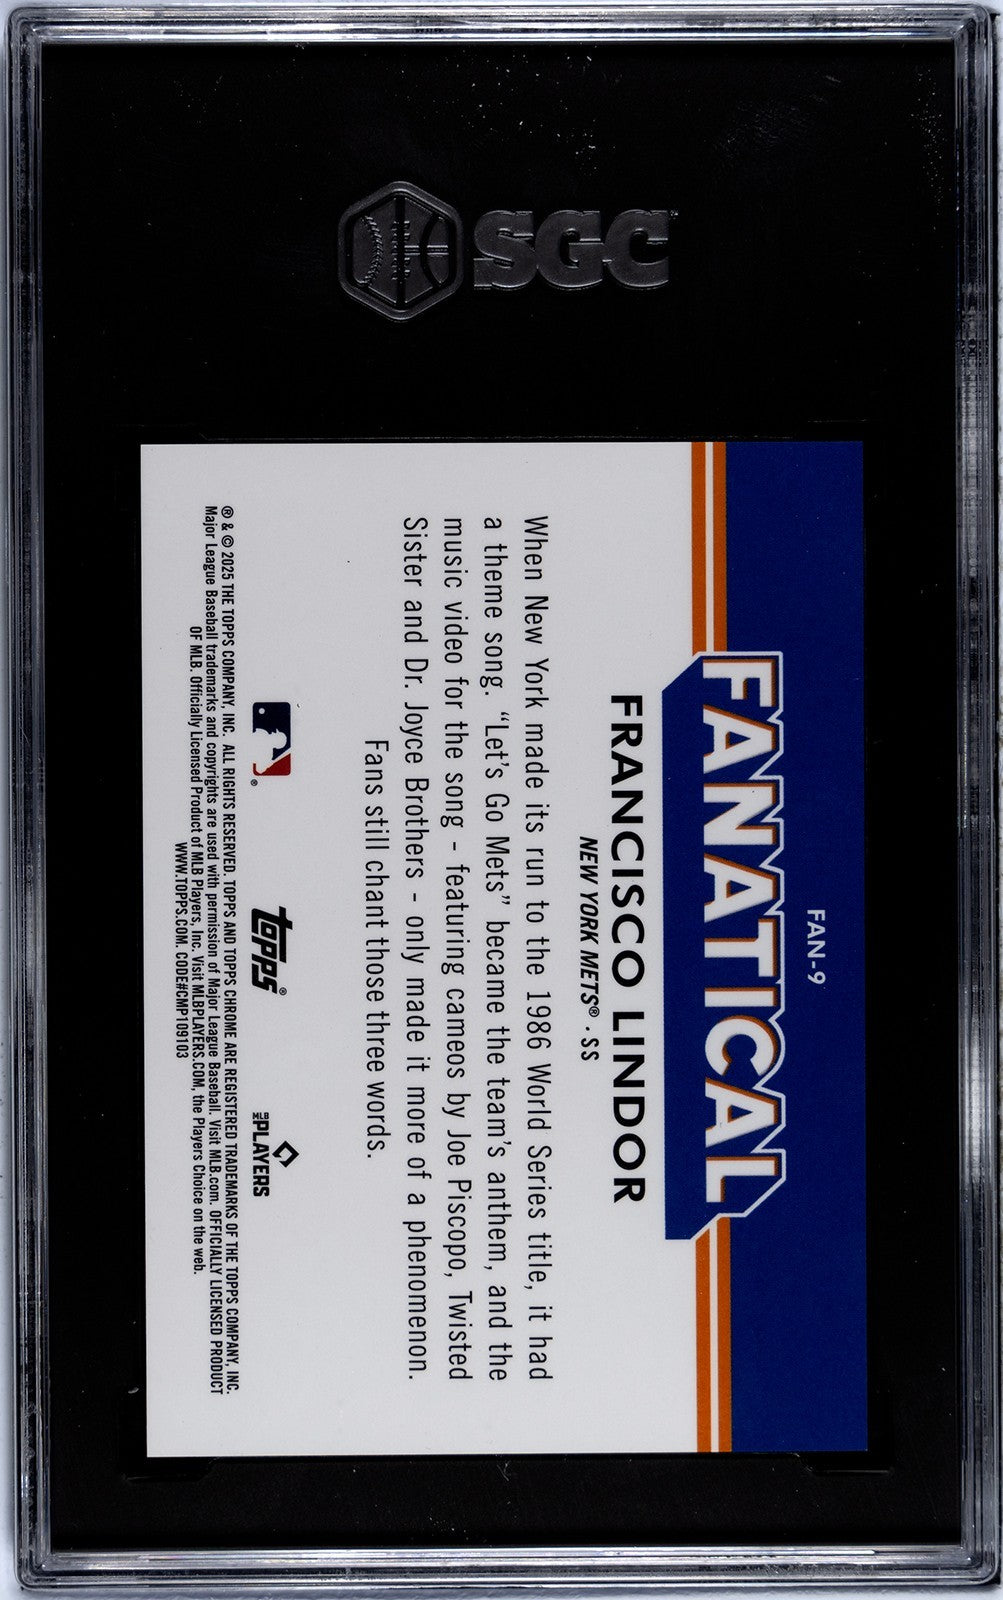 SGC
FAN-9
FANATICAL
FRANCISCO LINDOR
NEW YORK METS® · SS
When New York made its run to the 1986 World Series title, it had
a theme song. “Let's Go Mets” became the team's anthem, and the
music video for the song - featuring cameos by Joe Piscopo, Twisted
Sister and Dr. Joyce Brothers - only made it more of a phenomenon.
Fans still chant those three words.
® topps® MLB PLAYERS
® & © 2025 THE TOPPS COMPANY, INC. ALL RIGHTS RESERVED. TOPPS AND TOPPS CHROME ARE REGISTERED TRADEMARKS OF THE TOPPS COMPANY, INC.
Major League Baseball trademarks and copyrights are used with permission of Major League Baseball. Visit MLB.com. OFFICIALLY LICENSED PRODUCT
OF MLB. Officially Licensed Product of MLB Players, Inc. Visit MLBPLAYERS.COM, the Players Choice on the web.
WWW.TOPPS.COM. CODE#CMP109103